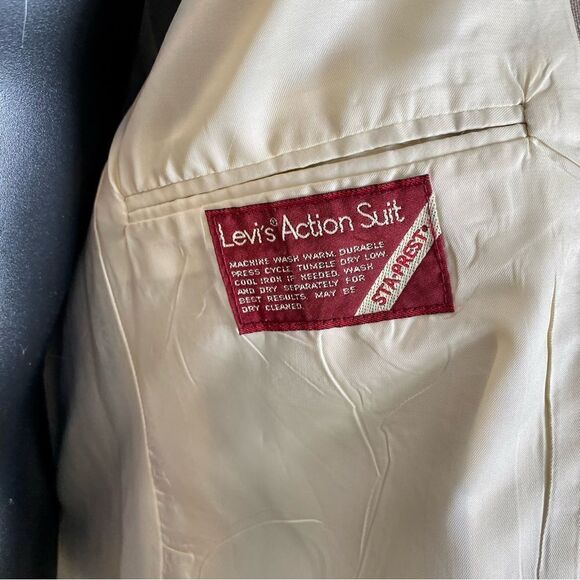 Levi's® Action Suit
MACHINE WASH WARM, DURABLE
PRESS CYCLE, TUMBLE DRY LOW
COOL IRON IF NEEDED. WASH
AND DRY SEPARATELY FOR
BEST RESULTS. MAY BE
DRY CLEANED.
STA-PREST®